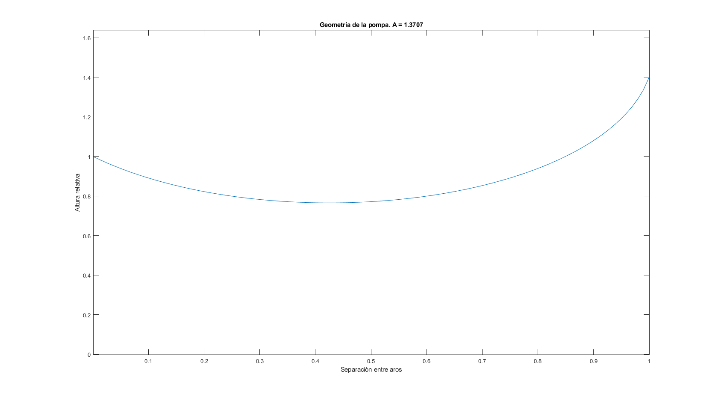 Geometría de la pompa. A = 1.3707
1.6
1.4
1.2
1
0.8
0.6
0.4
0.2
0
Altura relativa
0.1 0.2 0.3 0.4 0.5 0.6 0.7 0.8 0.9 1
Separación entre aros